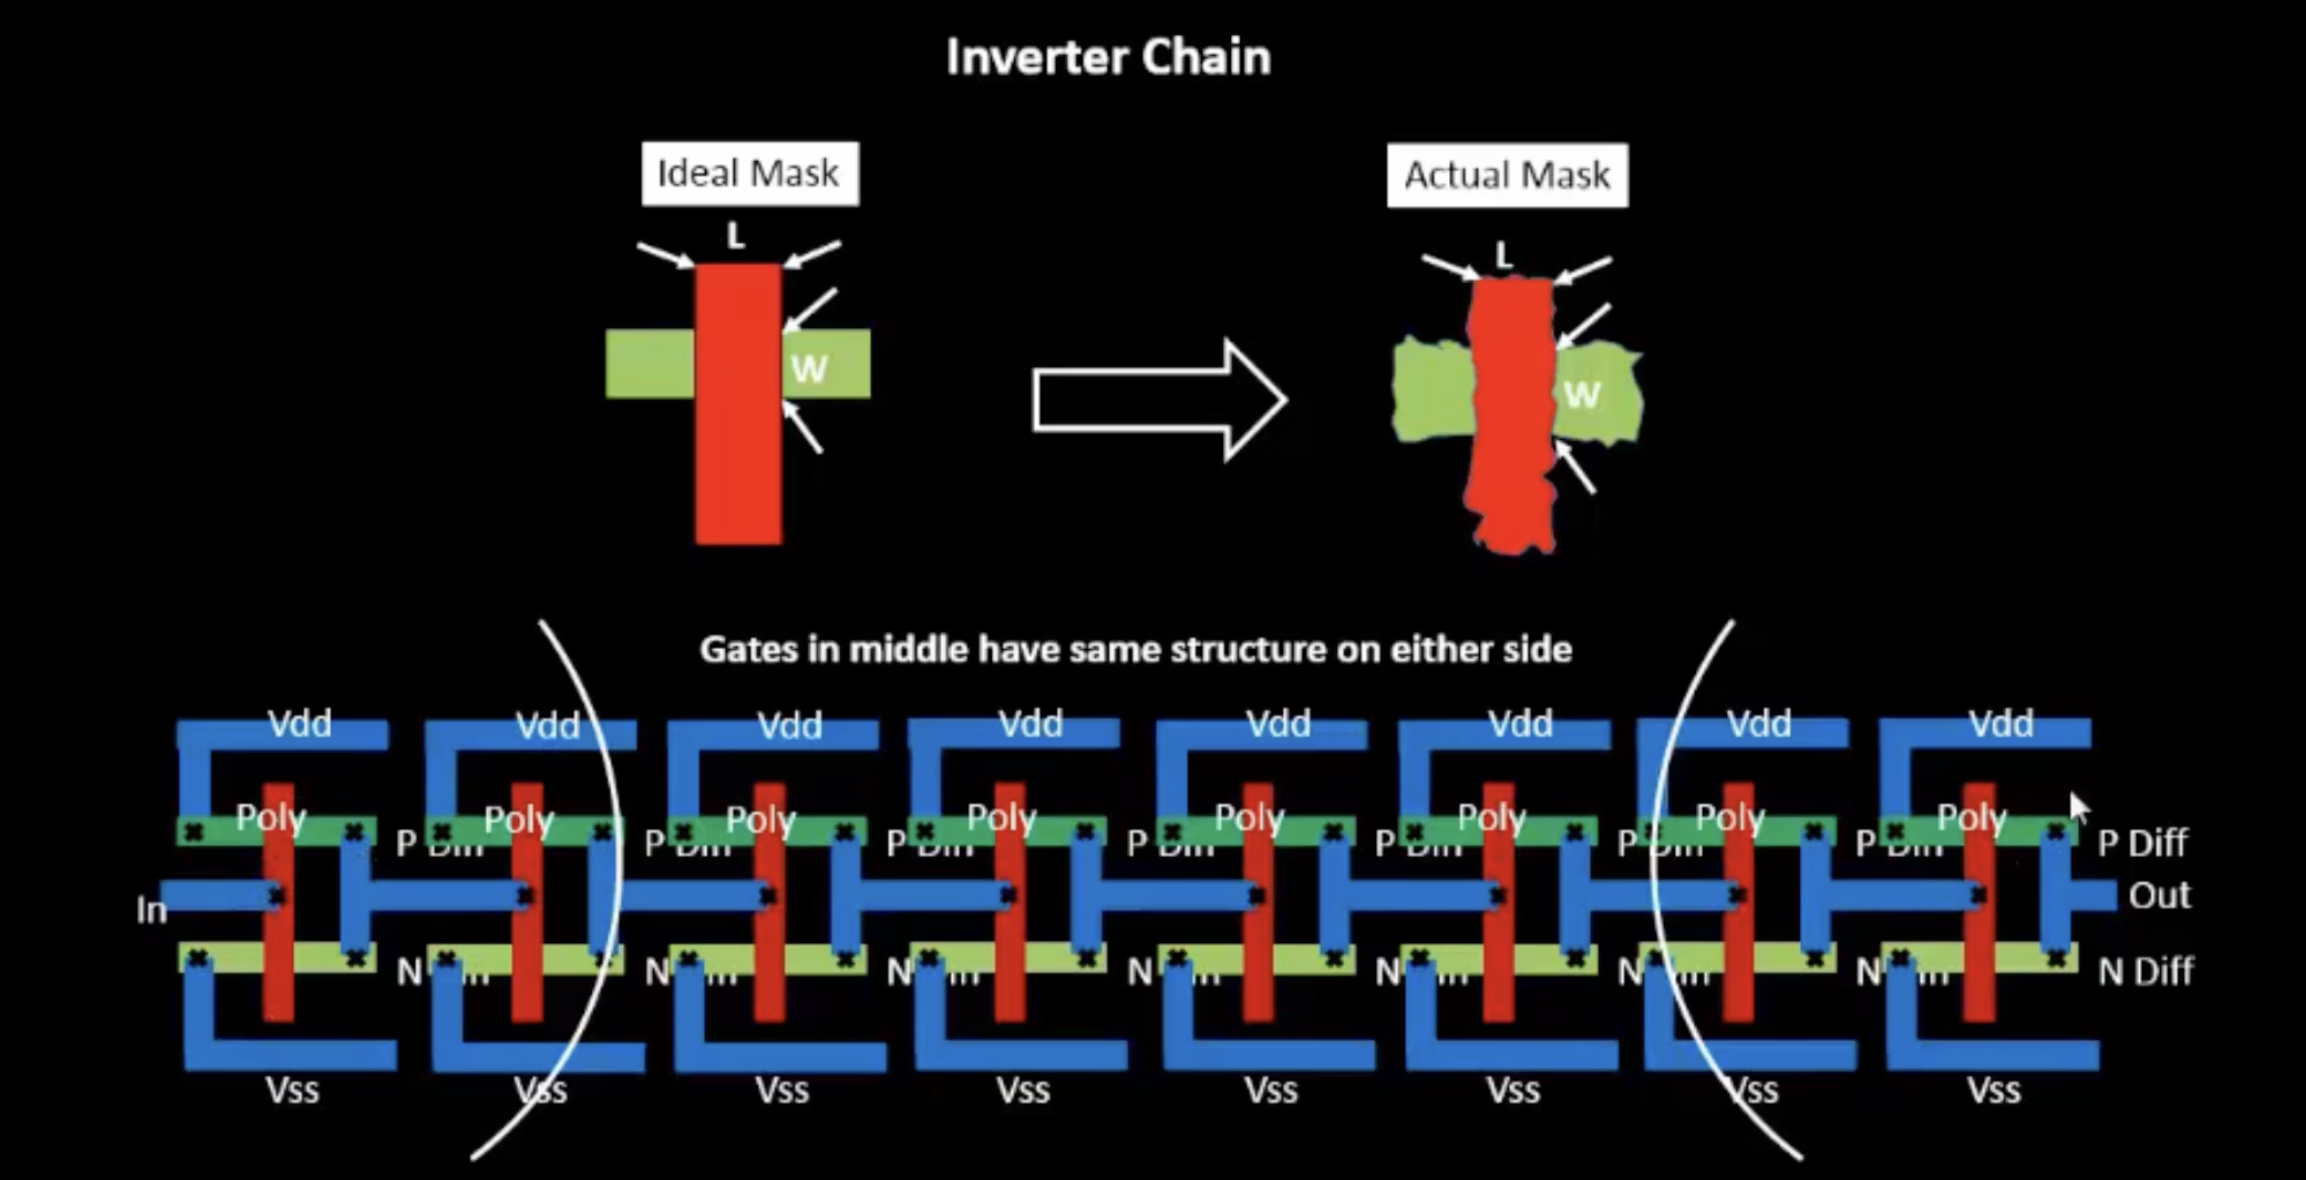 Inverter Chain
Ideal Mask
Actual Mask
L
L
W
W
Gates in middle have same structure on either side
Vdd Vdd Vdd Vdd Vdd Vdd Vdd Vdd
Poly Poly Poly Poly Poly Poly Poly Poly
P P P P P P P P Diff
In Out
N N N N N N N N Diff
Vss Vss Vss Vss Vss Vss Vss Vss